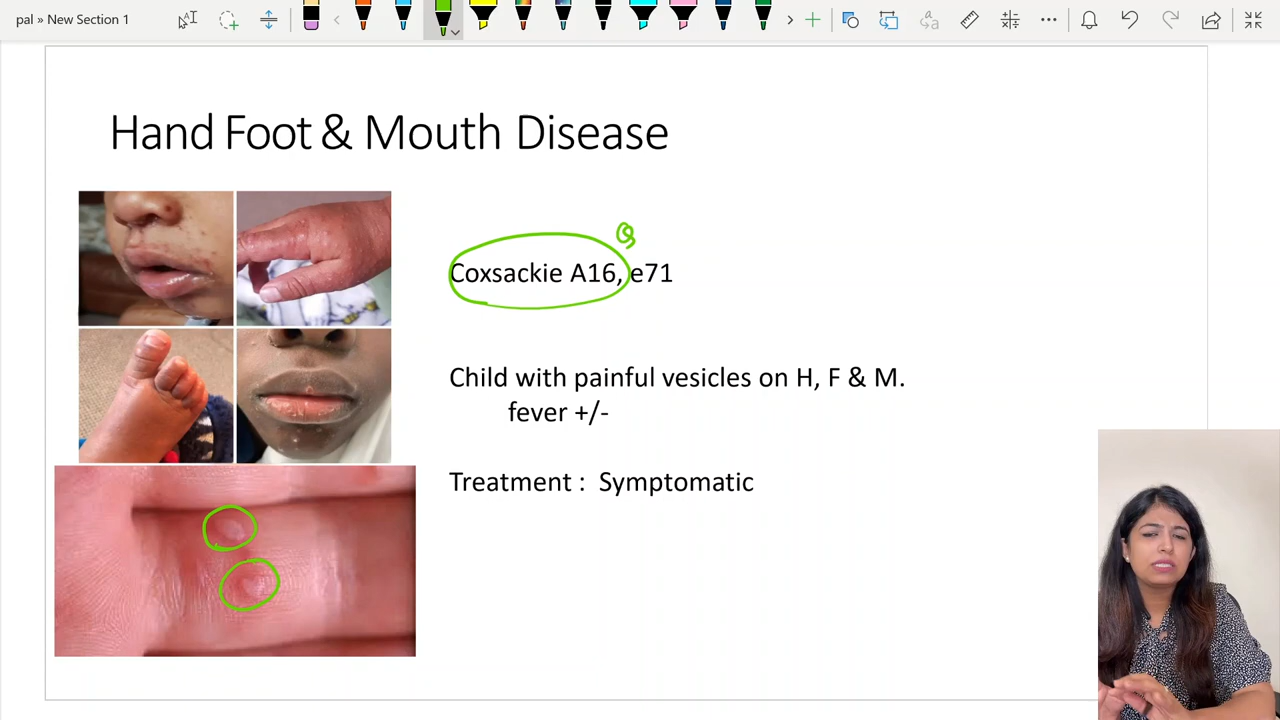 pal » New Section 1
Hand Foot & Mouth Disease
Coxsackie A16, e71
Child with painful vesicles on H, F & M.
fever +/-
Treatment : Symptomatic